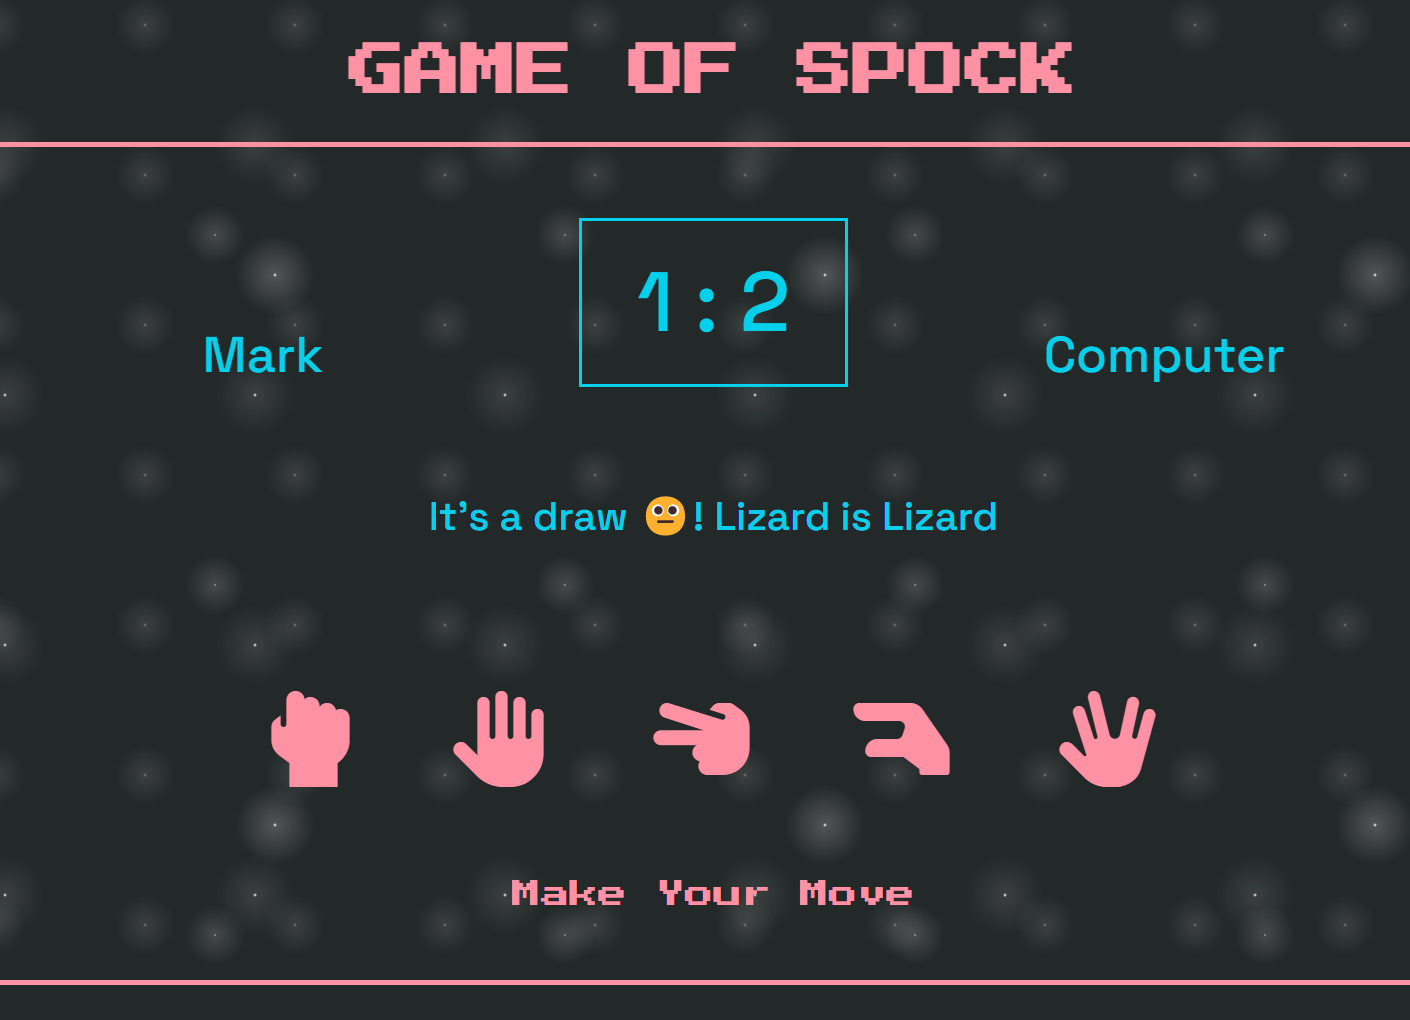 GAME OF SPOCK
1:2
Mark
Computer
It's a draw 😳! Lizard is Lizard
Make Your Move